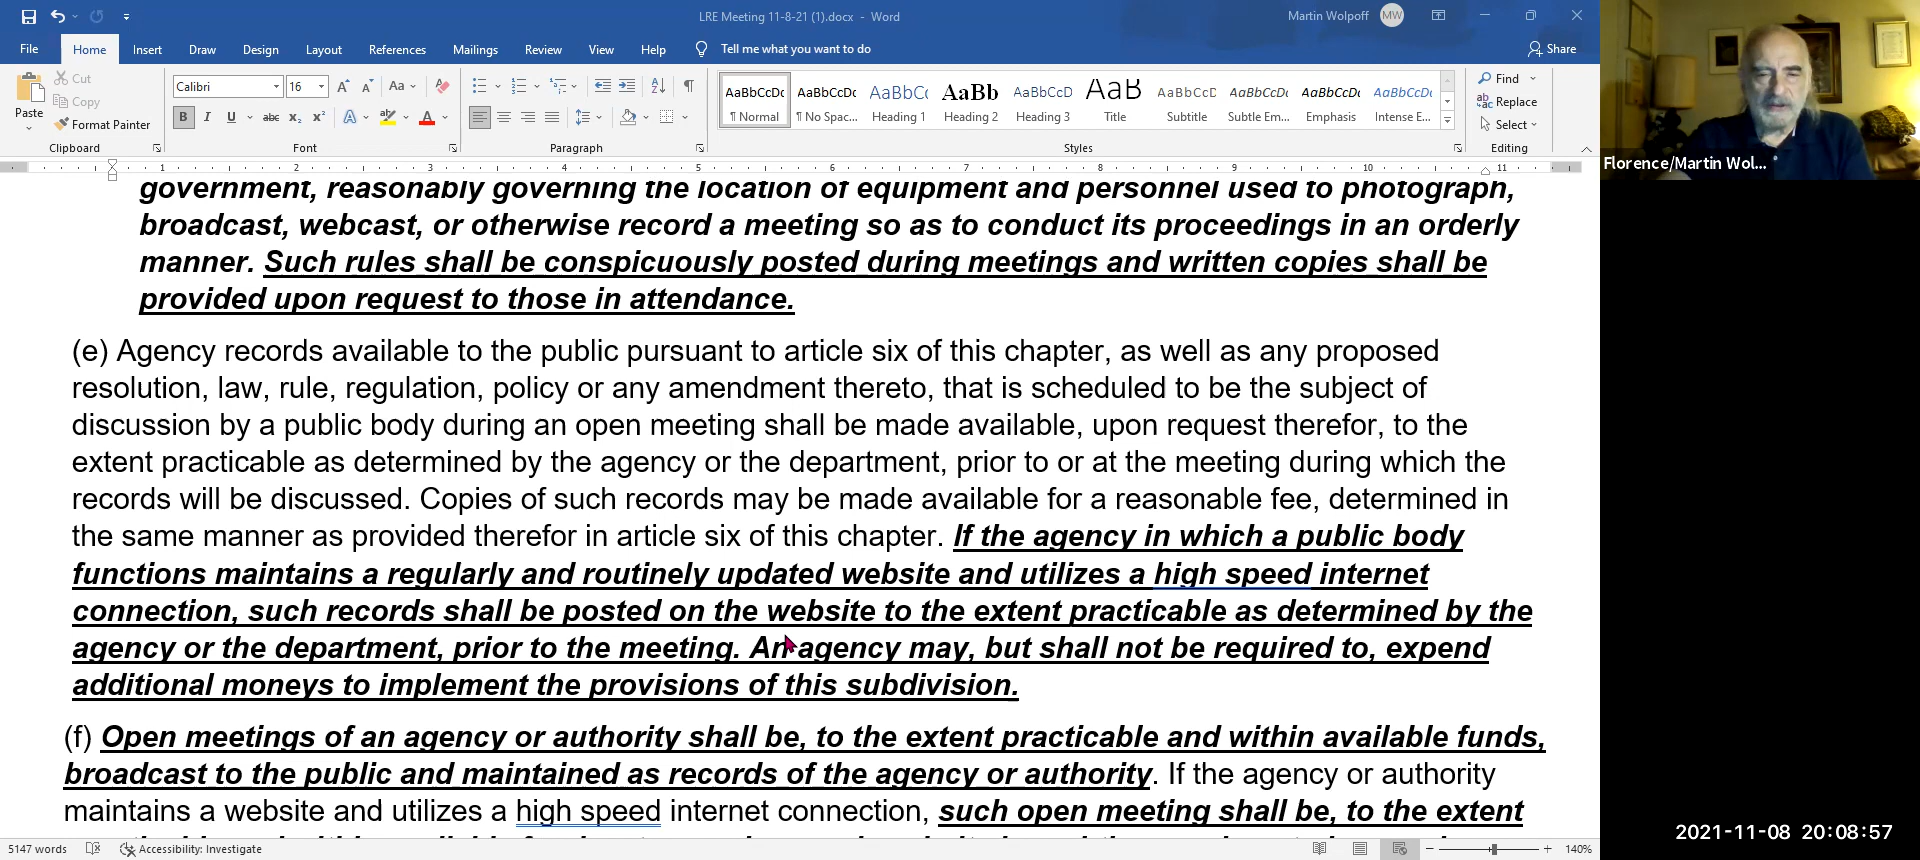 LRE Meeting 11-8-21 (1).docx - Word
Martin Wolpoff MW
File Home Insert Draw Design Layout References Mailings Review View Help Tell me what you want to do Share
Paste
Cut
Copy
Format Painter
Clipboard
Calibri 16
Font
Paragraph
AaBbCcDc AaBbCcDc AaBbCc AaBb AaBbCcD AaB AaBbCcD AaBbCcDc AaBbCcDc AaBbCcDc
¶ Normal ¶ No Spac... Heading 1 Heading 2 Heading 3 Title Subtitle Subtle Em... Emphasis Intense E...
Styles
Find
Replace
Select
Editing
1 2 3 4 5 6 7 8 9 10 11
government, reasonably governing the location of equipment and personnel used to photograph,
broadcast, webcast, or otherwise record a meeting so as to conduct its proceedings in an orderly
manner. Such rules shall be conspicuously posted during meetings and written copies shall be
provided upon request to those in attendance.
(e) Agency records available to the public pursuant to article six of this chapter, as well as any proposed
resolution, law, rule, regulation, policy or any amendment thereto, that is scheduled to be the subject of
discussion by a public body during an open meeting shall be made available, upon request therefor, to the
extent practicable as determined by the agency or the department, prior to or at the meeting during which the
records will be discussed. Copies of such records may be made available for a reasonable fee, determined in
the same manner as provided therefor in article six of this chapter. If the agency in which a public body
functions maintains a regularly and routinely updated website and utilizes a high speed internet
connection, such records shall be posted on the website to the extent practicable as determined by the
agency or the department, prior to the meeting. An agency may, but shall not be required to, expend
additional moneys to implement the provisions of this subdivision.
(f) Open meetings of an agency or authority shall be, to the extent practicable and within available funds,
broadcast to the public and maintained as records of the agency or authority. If the agency or authority
maintains a website and utilizes a high speed internet connection, such open meeting shall be, to the extent
5147 words Accessibility: Investigate 140%
Florence/Martin Wol...
2021-11-08 20:08:57